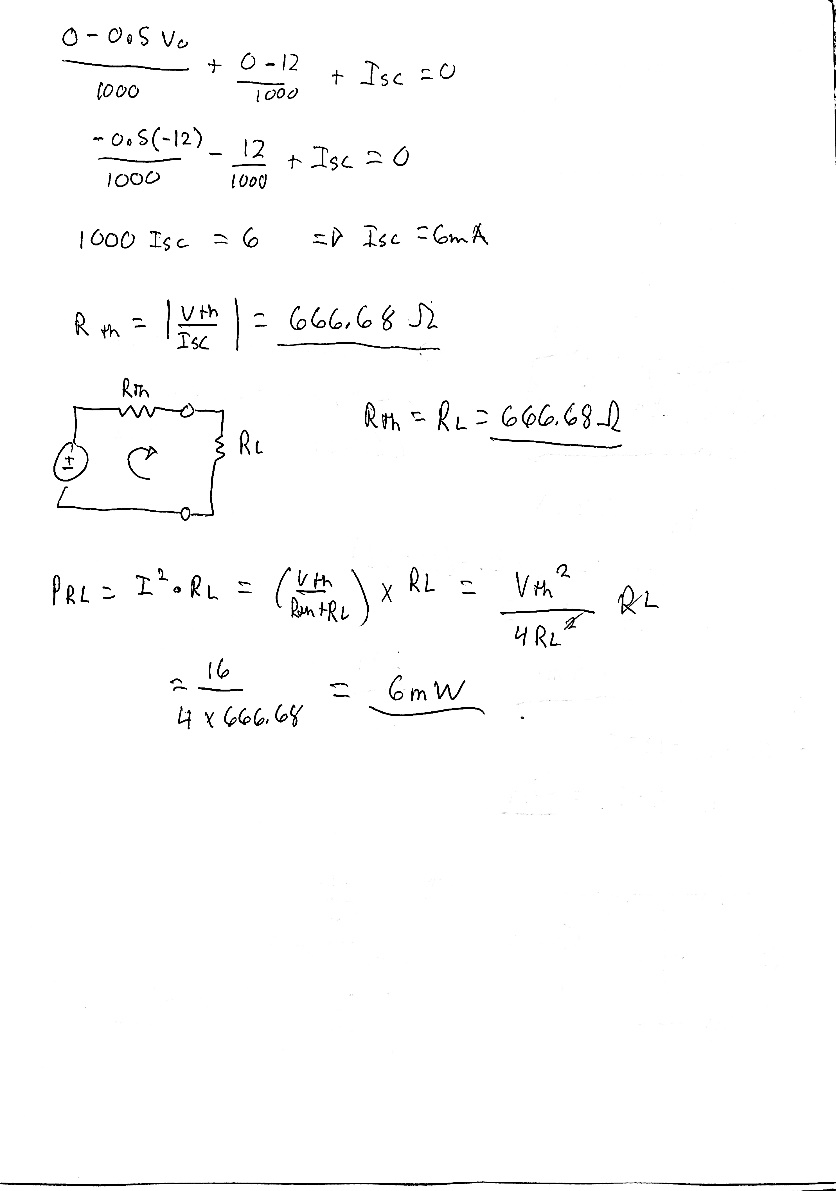 (0 - 0.5 Vo)/1000 + (0 - 12)/1000 + Isc = 0
(-0.5(-12))/1000 - 12/1000 + Isc = 0
1000 Isc = 6 => Isc = 6mA
R th = |Vth/Isc| = 666.68 Ω
Rth
Rth = RL = 666.68 Ω
± RL
PRL = I² . RL = (Vth/(Rth+RL)) x RL = Vth²/4RL² RL
= 16/(4 x 666.68) = 6mW